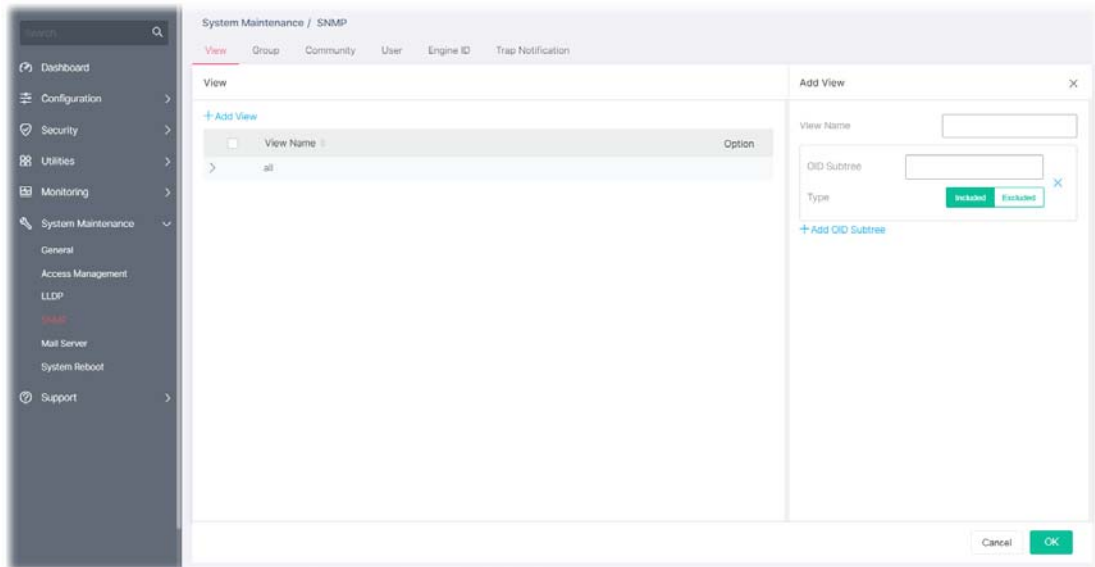 Search
Dashboard
Configuration
Security
Utilities
Monitoring
System Maintenance
General
Access Management
LLDP
SNMP
Mail Server
System Reboot
Support
System Maintenance / SNMP
View Group Community User Engine ID Trap Notification
View
+ Add View
View Name Option
all
Add View
View Name
OID Subtree
Type Included Excluded
+ Add OID Subtree
Cancel OK